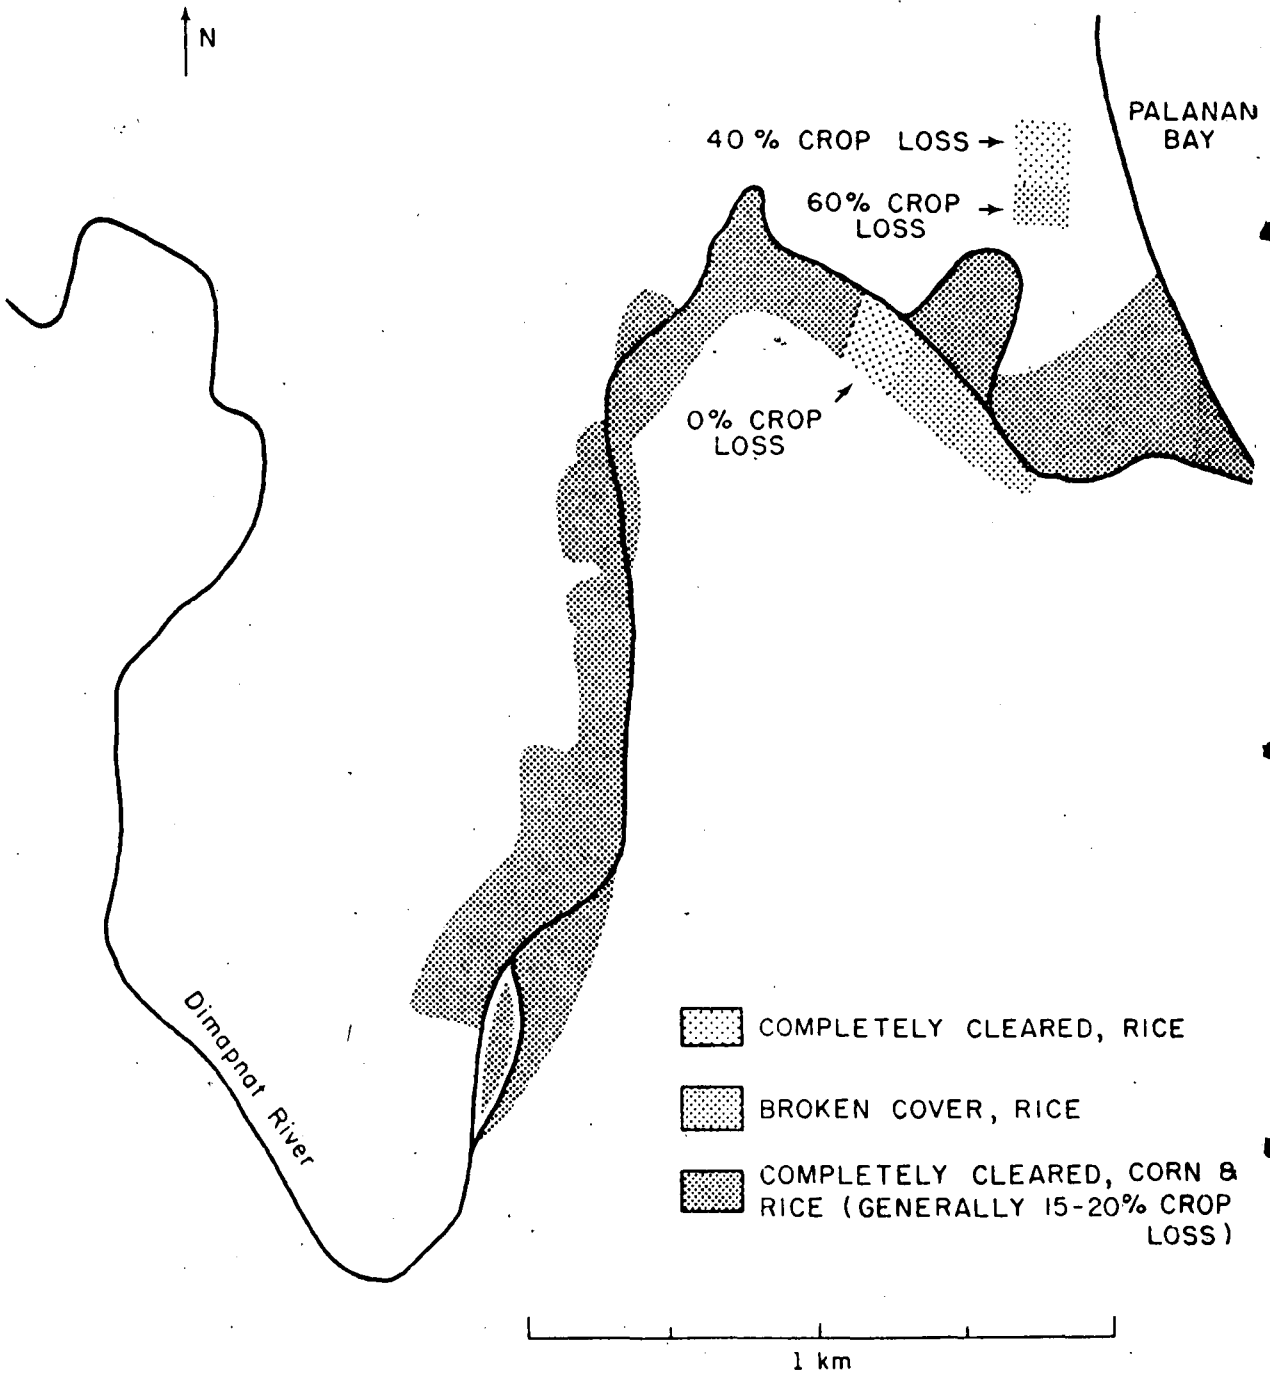 N
PALANAN
BAY
40 % CROP LOSS
60% CROP
LOSS
0% CROP
LOSS
Dimapnat River
COMPLETELY CLEARED, RICE
BROKEN COVER, RICE
COMPLETELY CLEARED, CORN &
RICE (GENERALLY 15-20% CROP
LOSS)
1 km